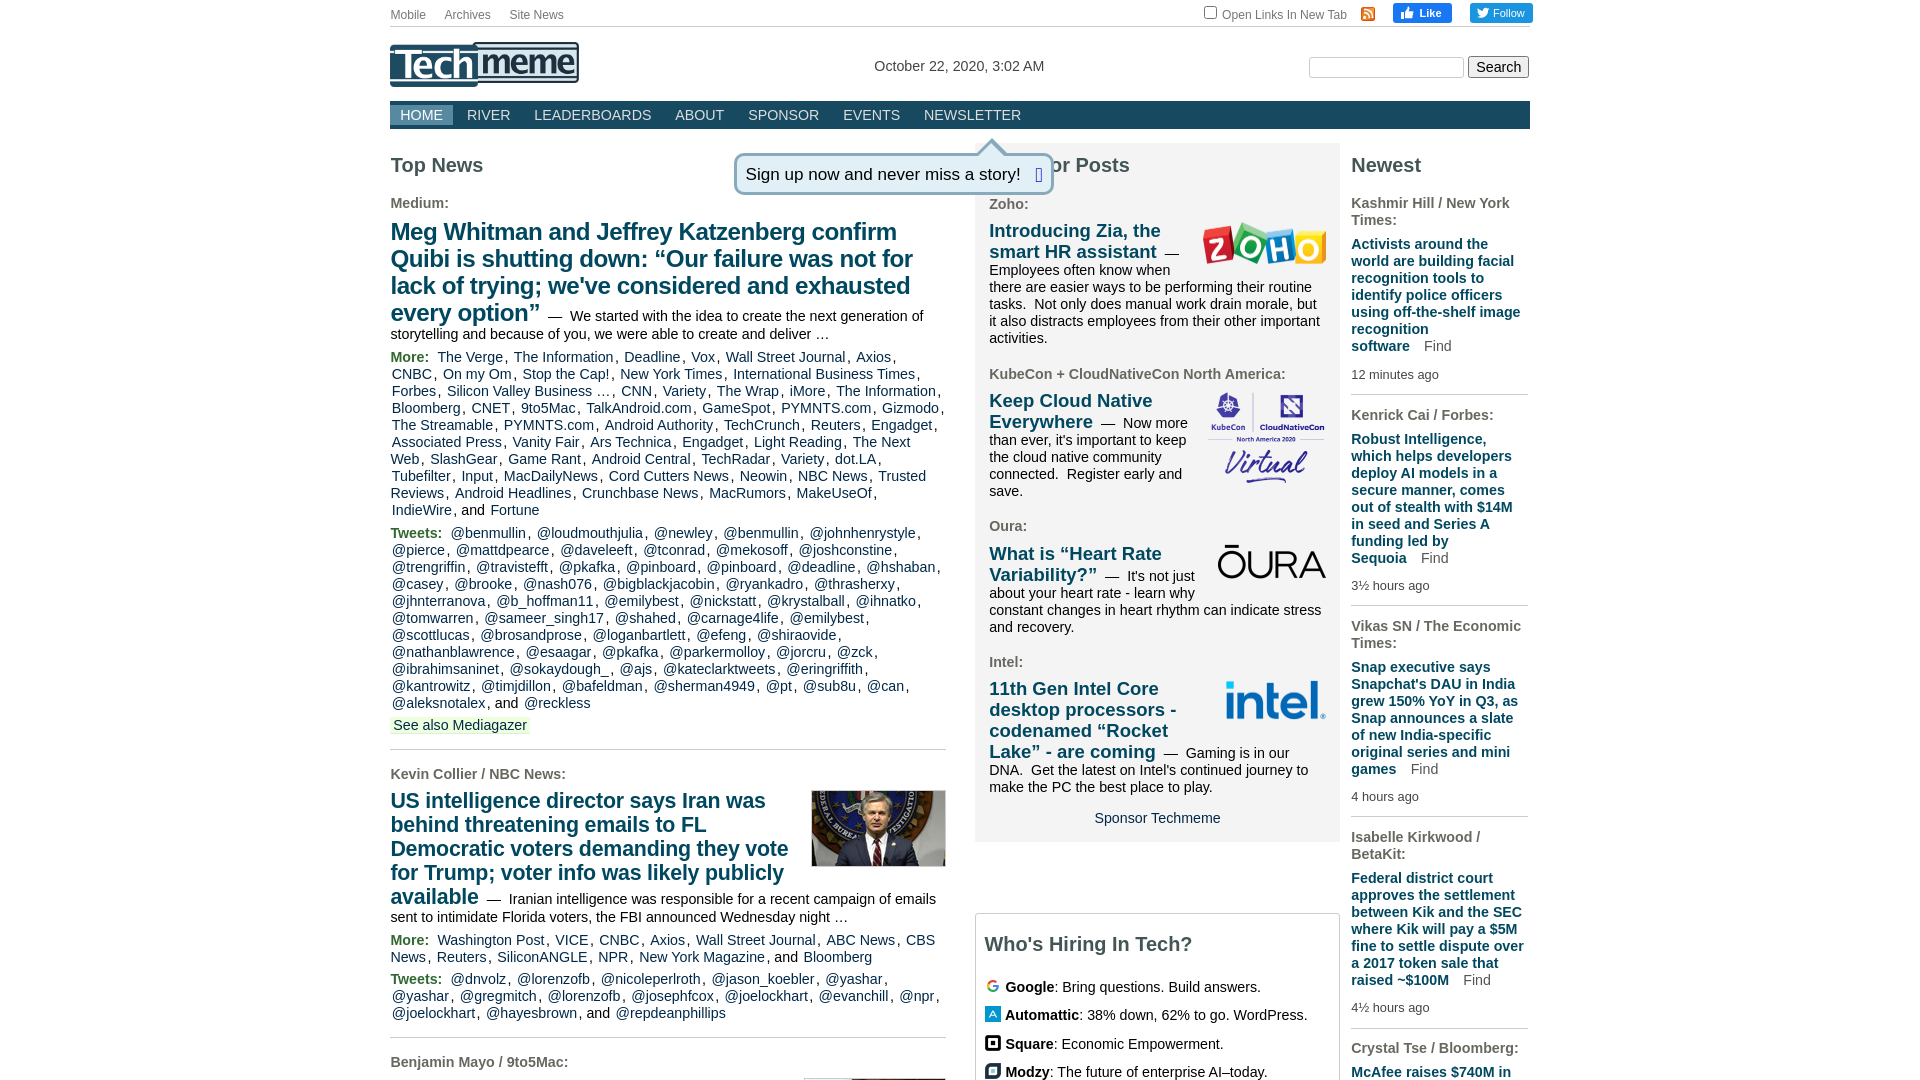 Mobile Archives Site News
Open Links In New Tab Like Follow
Techmeme
October 22, 2020, 3:02 AM
Search
HOME RIVER LEADERBOARDS ABOUT SPONSOR EVENTS NEWSLETTER
Sign up now and never miss a story!
Top News
Medium:
Meg Whitman and Jeffrey Katzenberg confirm
Quibi is shutting down: “Our failure was not for
lack of trying; we've considered and exhausted
every option” — We started with the idea to create the next generation of
storytelling and because of you, we were able to create and deliver …
More: The Verge, The Information, Deadline, Vox, Wall Street Journal, Axios,
CNBC, On my Om, Stop the Cap!, New York Times, International Business Times,
Forbes, Silicon Valley Business …, CNN, Variety, The Wrap, iMore, The Information,
Bloomberg, CNET, 9to5Mac, TalkAndroid.com, GameSpot, PYMNTS.com, Gizmodo,
The Streamable, PYMNTS.com, Android Authority, TechCrunch, Reuters, Engadget,
Associated Press, Vanity Fair, Ars Technica, Engadget, Light Reading, The Next
Web, SlashGear, Game Rant, Android Central, TechRadar, Variety, dot.LA,
Tubefilter, Input, MacDailyNews, Cord Cutters News, Neowin, NBC News, Trusted
Reviews, Android Headlines, Crunchbase News, MacRumors, MakeUseOf,
IndieWire, and Fortune
Tweets: @benmullin, @loudmouthjulia, @newley, @benmullin, @johnhenrystyle,
@pierce, @mattdpearce, @daveleeft, @tconrad, @mekosoff, @joshconstine,
@trengriffin, @travistefft, @pkafka, @pinboard, @pinboard, @deadline, @hshaban,
@casey, @brooke, @nash076, @bigblackjacobin, @ryankadro, @thrasherxy,
@jhnterranova, @b_hoffman11, @emilybest, @nickstatt, @krystalball, @ihnatko,
@tomwarren, @sameer_singh17, @shahed, @carnage4life, @emilybest,
@scottlucas, @brosandprose, @loganbartlett, @efeng, @shiraovide,
@nathanblawrence, @esaagar, @pkafka, @parkermolloy, @jorcru, @zck,
@ibrahimsaninet, @sokaydough_, @ajs, @kateclarktweets, @eringriffith,
@kantrowitz, @timjdillon, @bafeldman, @sherman4949, @pt, @sub8u, @can,
@aleksnotalex, and @reckless
See also Mediagazer
Kevin Collier / NBC News:
US intelligence director says Iran was
behind threatening emails to FL
Democratic voters demanding they vote
for Trump; voter info was likely publicly
available — Iranian intelligence was responsible for a recent campaign of emails
sent to intimidate Florida voters, the FBI announced Wednesday night …
More: Washington Post, VICE, CNBC, Axios, Wall Street Journal, ABC News, CBS
News, Reuters, SiliconANGLE, NPR, New York Magazine, and Bloomberg
Tweets: @dnvolz, @lorenzofb, @nicoleperlroth, @jason_koebler, @yashar,
@yashar, @gregmitch, @lorenzofb, @josephfcox, @joelockhart, @evanchill, @npr,
@joelockhart, @hayesbrown, and @repdeanphillips
Benjamin Mayo / 9to5Mac:
or Posts
Zoho:
Introducing Zia, the
smart HR assistant —
ZOHO
Employees often know when
there are easier ways to be performing their routine
tasks. Not only does manual work drain morale, but
it also distracts employees from their other important
activities.
KubeCon + CloudNativeCon North America:
Keep Cloud Native
Everywhere — Now more
than ever, it's important to keep
the cloud native community
connected. Register early and
save.
KubeCon CloudNativeCon
North America 2020
Virtual
Oura:
What is “Heart Rate
Variability?” — It's not just
about your heart rate - learn why
constant changes in heart rhythm can indicate stress
and recovery.
ŌURA
Intel:
11th Gen Intel Core
desktop processors -
codenamed “Rocket
Lake” - are coming — Gaming is in our
DNA. Get the latest on Intel's continued journey to
make the PC the best place to play.
intel
Sponsor Techmeme
Who's Hiring In Tech?
Google: Bring questions. Build answers.
Automattic: 38% down, 62% to go. WordPress.
Square: Economic Empowerment.
Modzy: The future of enterprise AI–today.
Newest
Kashmir Hill / New York
Times:
Activists around the
world are building facial
recognition tools to
identify police officers
using off-the-shelf image
recognition
software Find
12 minutes ago
Kenrick Cai / Forbes:
Robust Intelligence,
which helps developers
deploy AI models in a
secure manner, comes
out of stealth with $14M
in seed and Series A
funding led by
Sequoia Find
3½ hours ago
Vikas SN / The Economic
Times:
Snap executive says
Snapchat's DAU in India
grew 150% YoY in Q3, as
Snap announces a slate
of new India-specific
original series and mini
games Find
4 hours ago
Isabelle Kirkwood /
BetaKit:
Federal district court
approves the settlement
between Kik and the SEC
where Kik will pay a $5M
fine to settle dispute over
a 2017 token sale that
raised ~$100M Find
4½ hours ago
Crystal Tse / Bloomberg:
McAfee raises $740M in